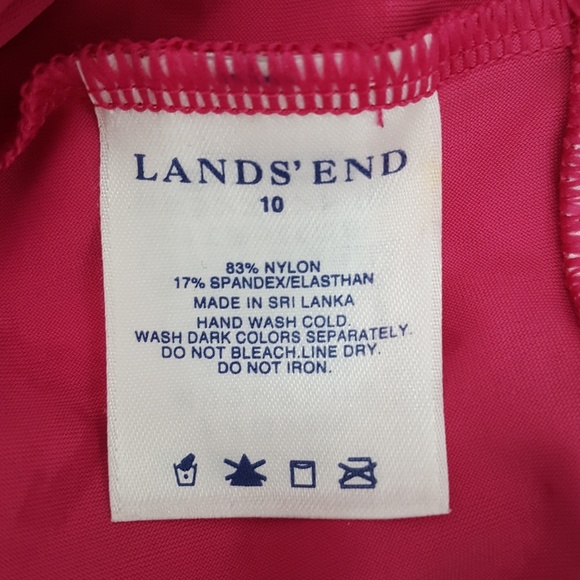 LANDS' END
10
83% NYLON
17% SPANDEX/ELASTHAN
MADE IN SRI LANKA
HAND WASH COLD.
WASH DARK COLORS SEPARATELY.
DO NOT BLEACH.LINE DRY.
DO NOT IRON.